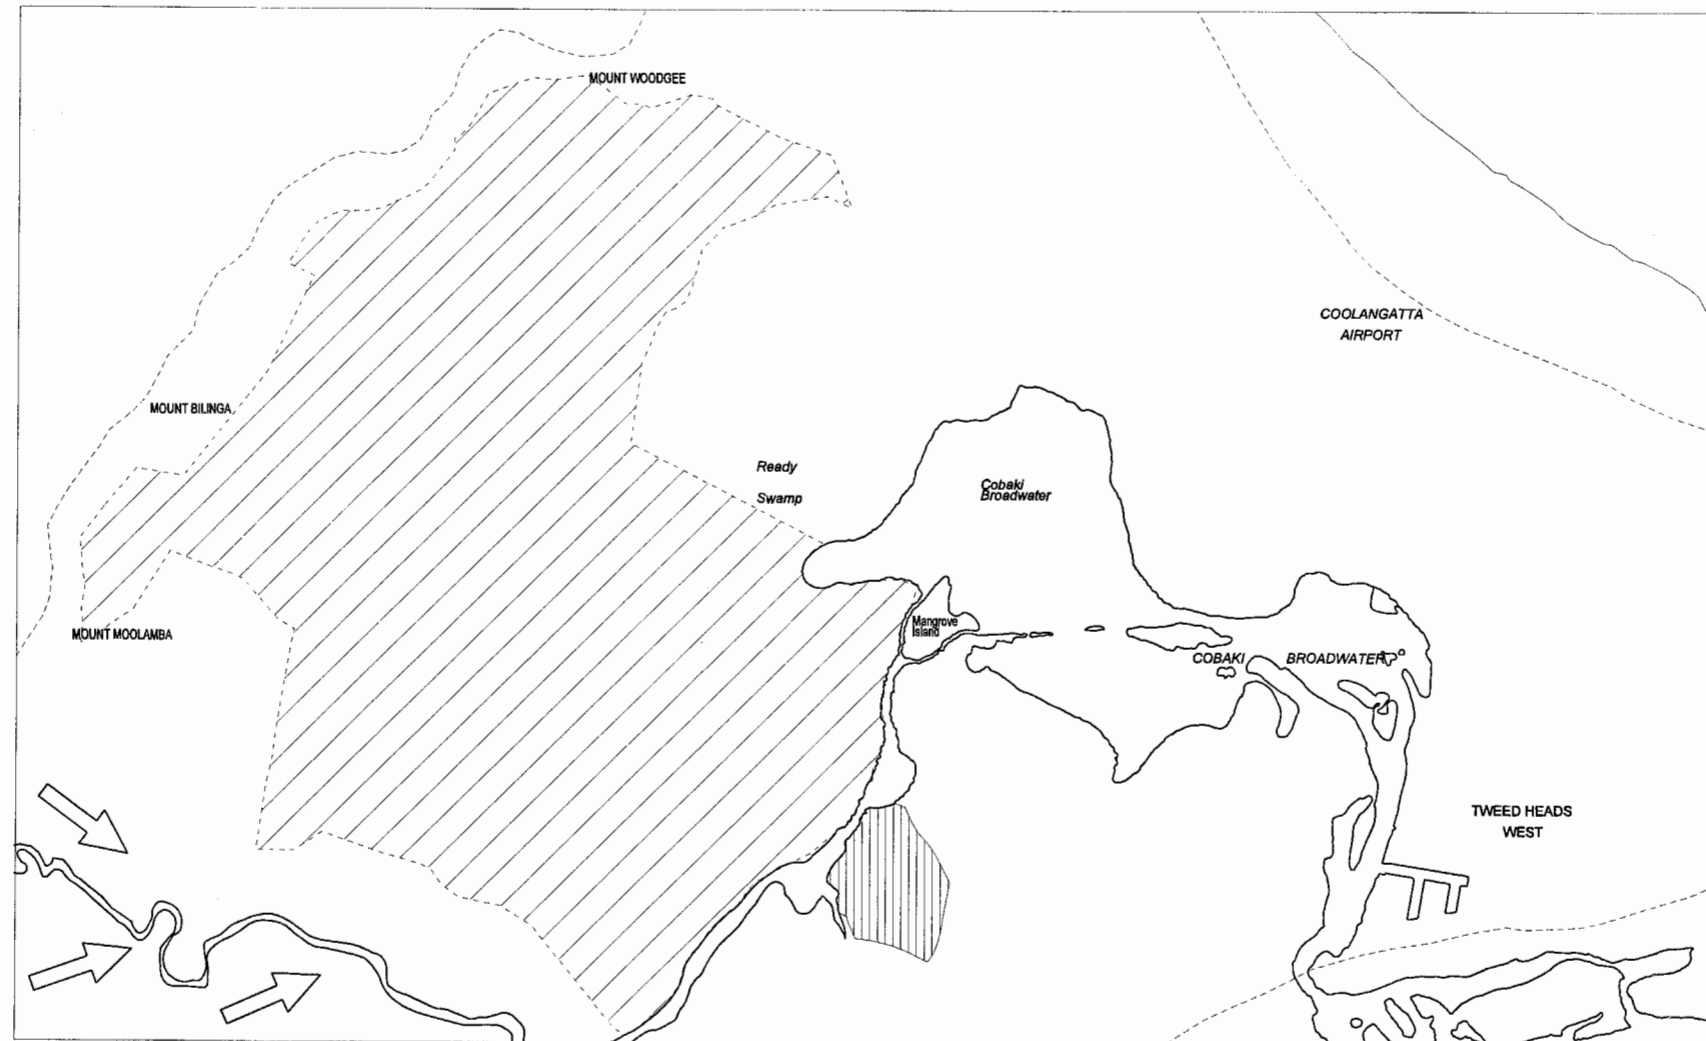 MOUNT WOODGEE
COOLANGATTA
AIRPORT
MOUNT BILINGA
Ready
Swamp
Cobaki
Broadwater
Mangrove
Island
MOUNT MOOLAMBA
COBAKI BROADWATER
TWEED HEADS
WEST